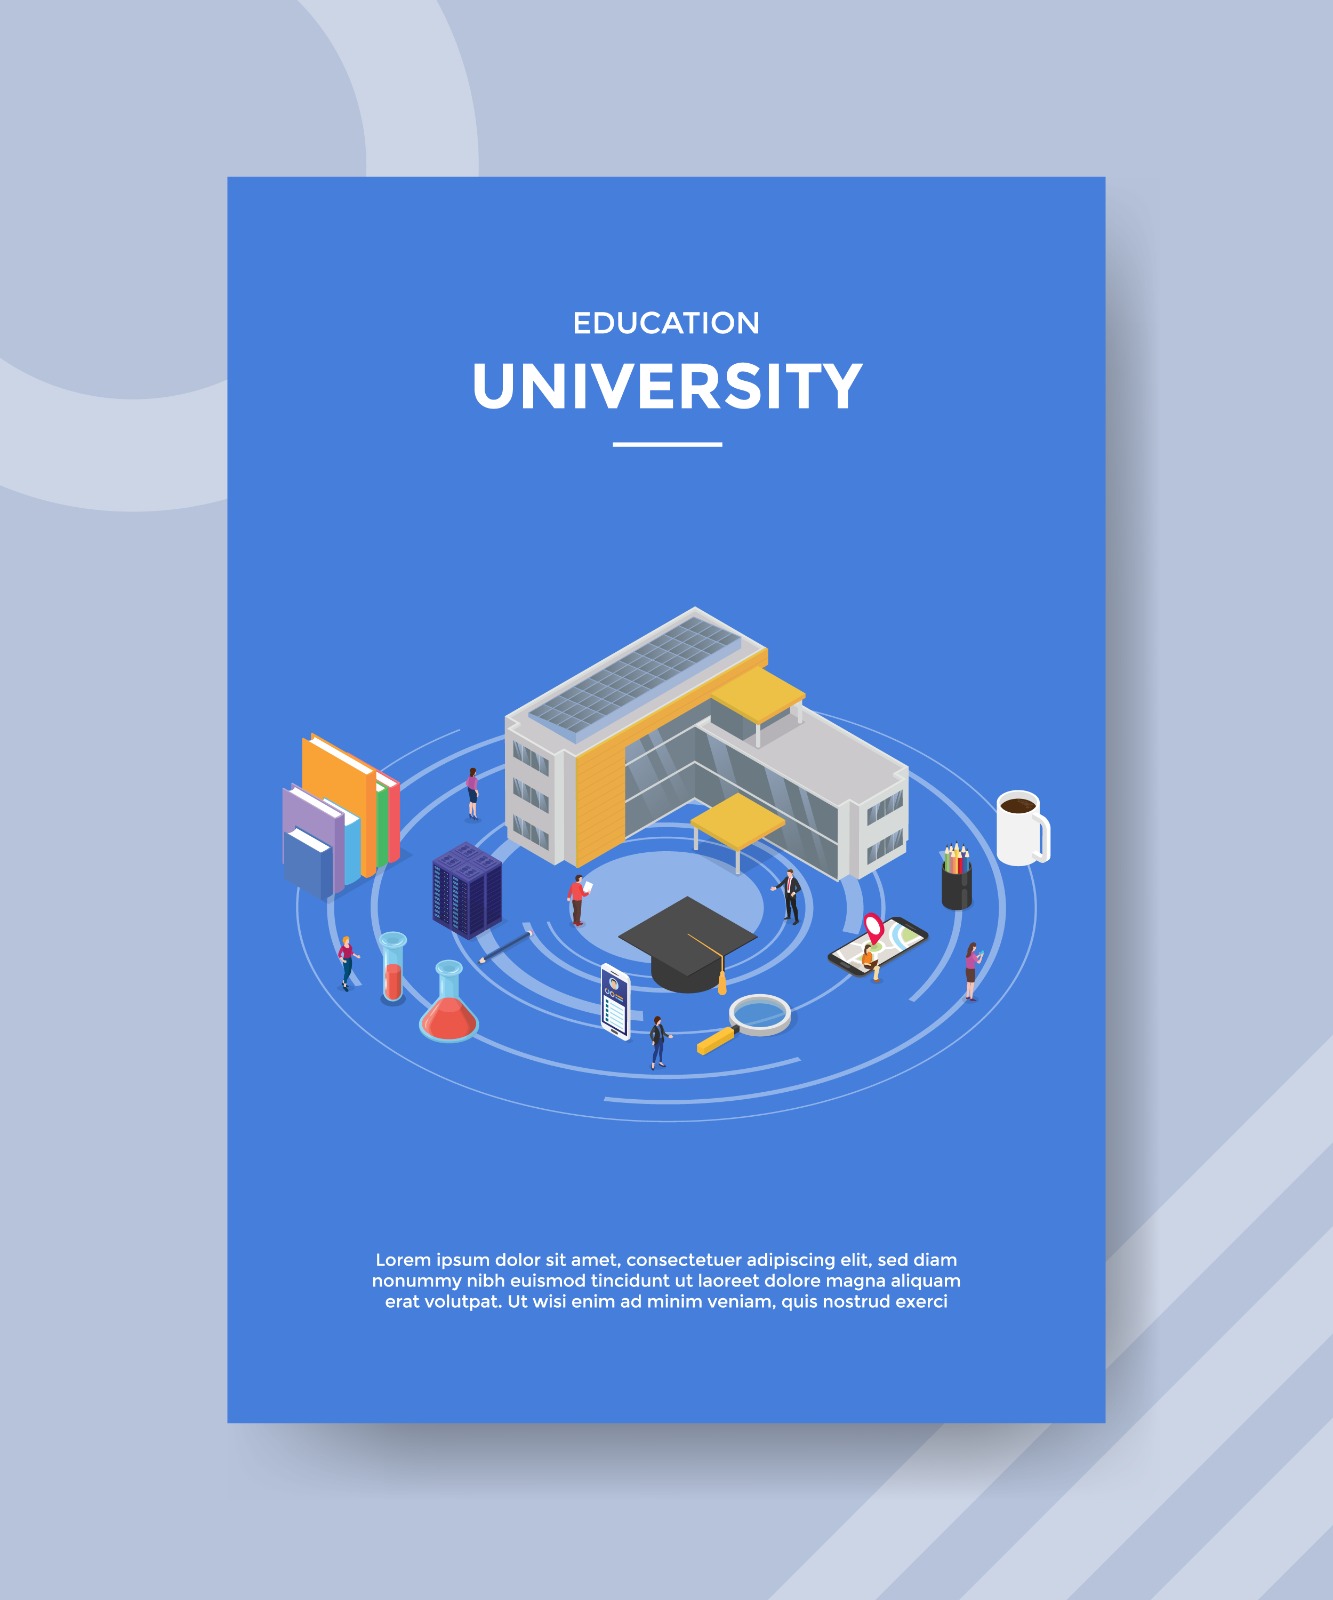 EDUCATION
UNIVERSITY
Lorem ipsum dolor sit amet, consectetuer adipiscing elit, sed diam
nonummy nibh euismod tincidunt ut laoreet dolore magna aliquam
erat volutpat. Ut wisi enim ad minim veniam, quis nostrud exerci